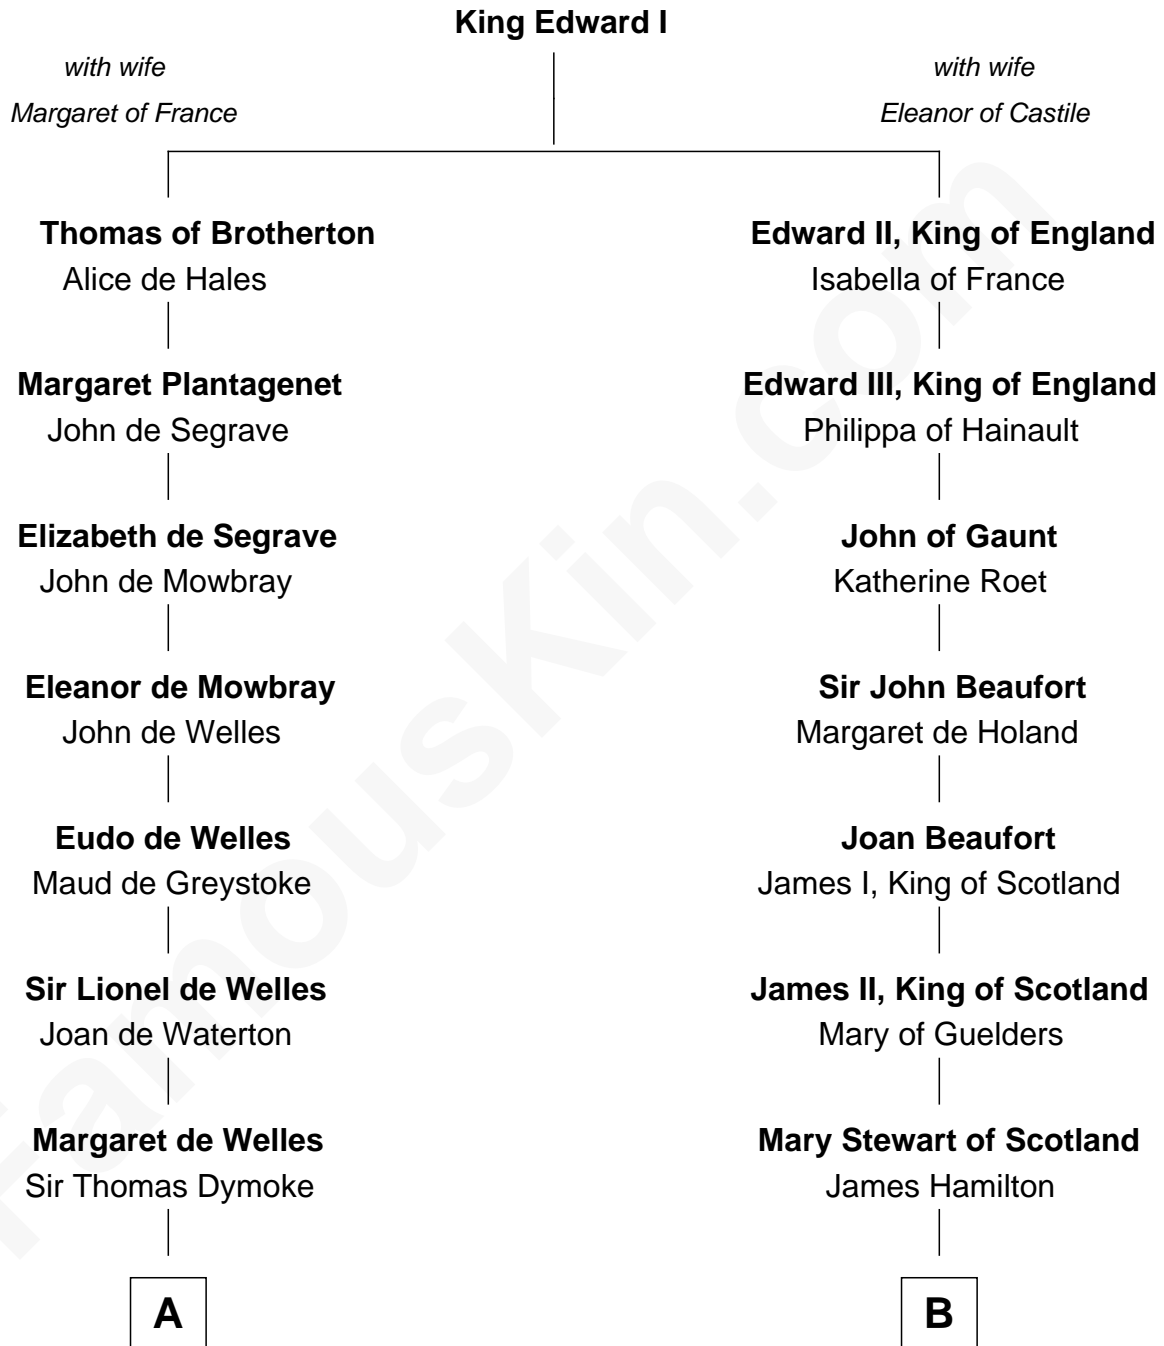 King Edward I
with wife
Margaret of France
with wife
Eleanor of Castile
Thomas of Brotherton
Alice de Hales
Edward II, King of England
Isabella of France
Margaret Plantagenet
John de Segrave
Edward III, King of England
Philippa of Hainault
Elizabeth de Segrave
John de Mowbray
John of Gaunt
Katherine Roet
Eleanor de Mowbray
John de Welles
Sir John Beaufort
Margaret de Holand
Eudo de Welles
Maud de Greystoke
Joan Beaufort
James I, King of Scotland
Sir Lionel de Welles
Joan de Waterton
James II, King of Scotland
Mary of Guelders
Margaret de Welles
Sir Thomas Dymoke
Mary Stewart of Scotland
James Hamilton
A
B
FamousKin.com